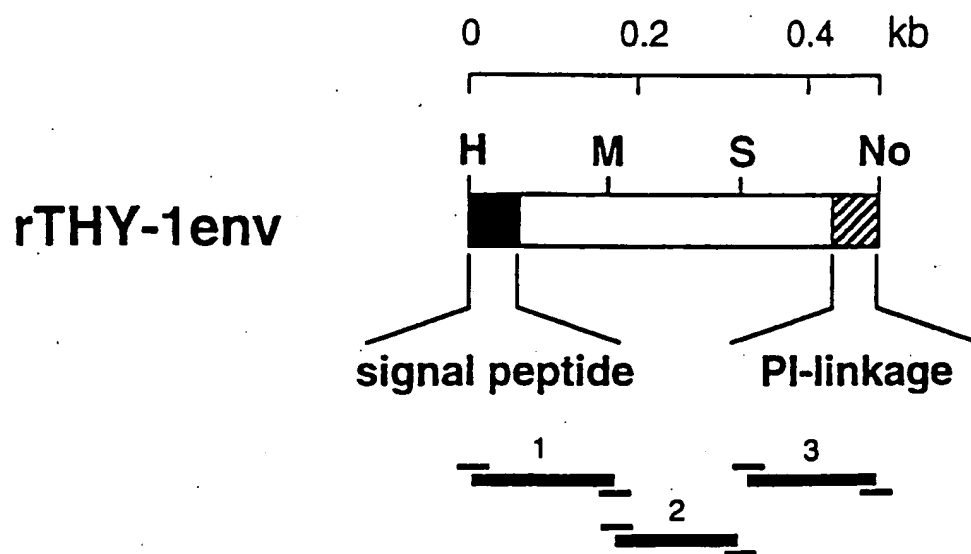 0 0.2 0.4 kb
H M S No
rTHY-1env
signal peptide PI-linkage
1 3
2